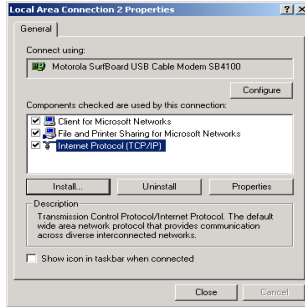 Local Area Connection 2 Properties
General
Connect using:
Motorola SurfBoard USB Cable Modem SB4100
Configure
Components checked are used by this connection:
Client for Microsoft Networks
File and Printer Sharing for Microsoft Networks
Internet Protocol (TCP/IP)
Install... Uninstall Properties
Description
Transmission Control Protocol/Internet Protocol. The default
wide area network protocol that provides communication
across diverse interconnected networks.
Show icon in taskbar when connected
Close Cancel